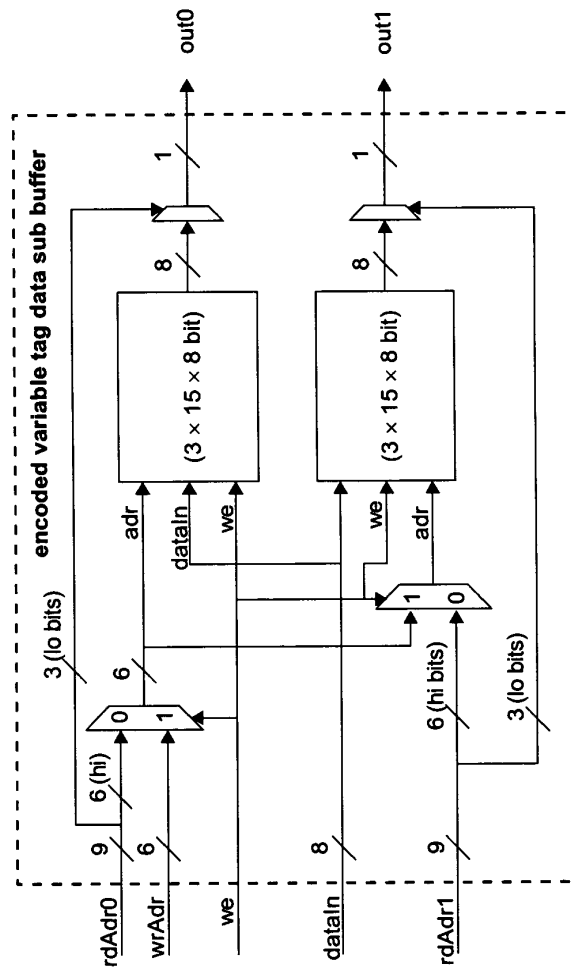 encoded variable tag data sub buffer
rdAdr0
9
6 (hi)
3 (lo bits)
wrAdr
6
0
1
6
we
adr
dataIn
we
(3 × 15 × 8 bit)
8
1
out0
dataIn
8
we
adr
(3 × 15 × 8 bit)
8
1
out1
1
0
rdAdr1
9
6 (hi bits)
3 (lo bits)